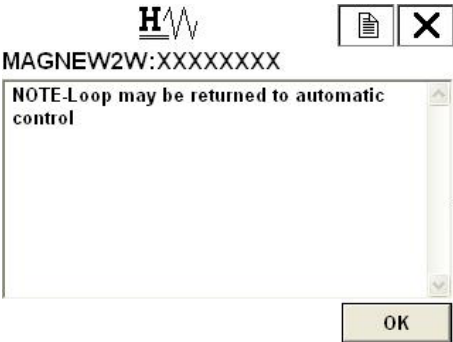 H
MAGNEW2W:XXXXXXXX
NOTE-Loop may be returned to automatic
control
OK